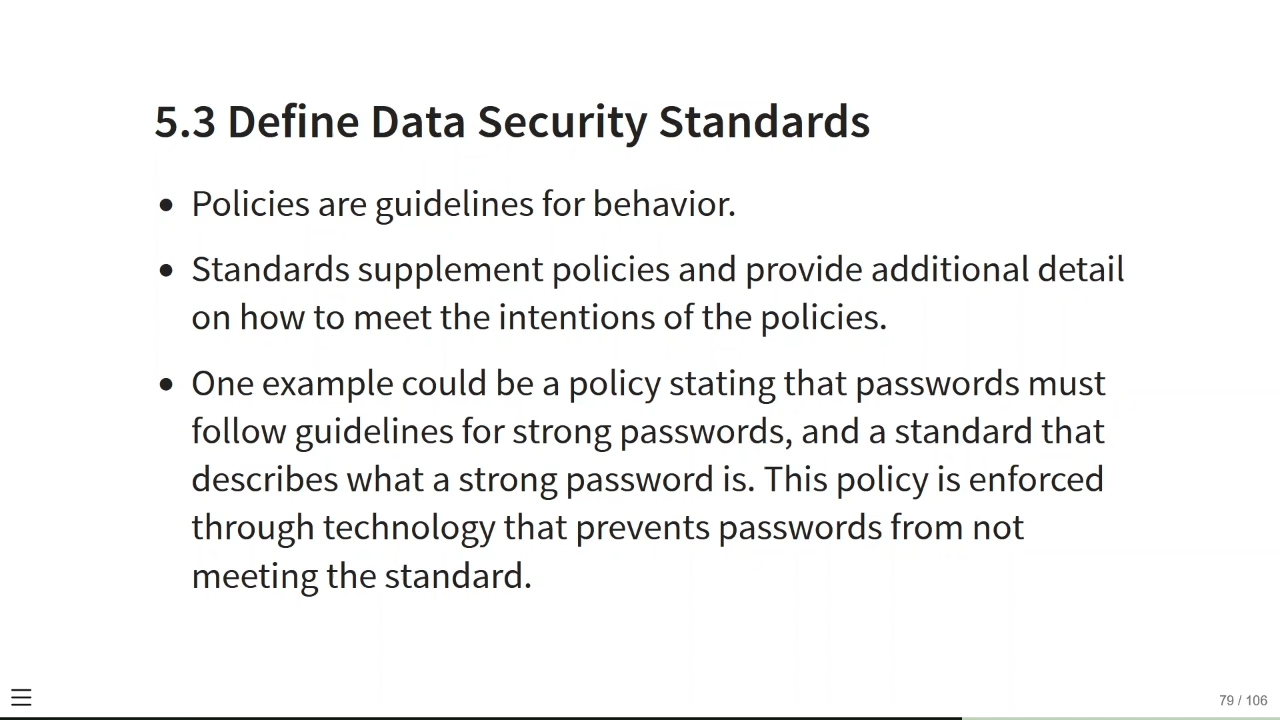 5.3 Define Data Security Standards
• Policies are guidelines for behavior.
• Standards supplement policies and provide additional detail
on how to meet the intentions of the policies.
• One example could be a policy stating that passwords must
follow guidelines for strong passwords, and a standard that
describes what a strong password is. This policy is enforced
through technology that prevents passwords from not
meeting the standard.
79 / 106